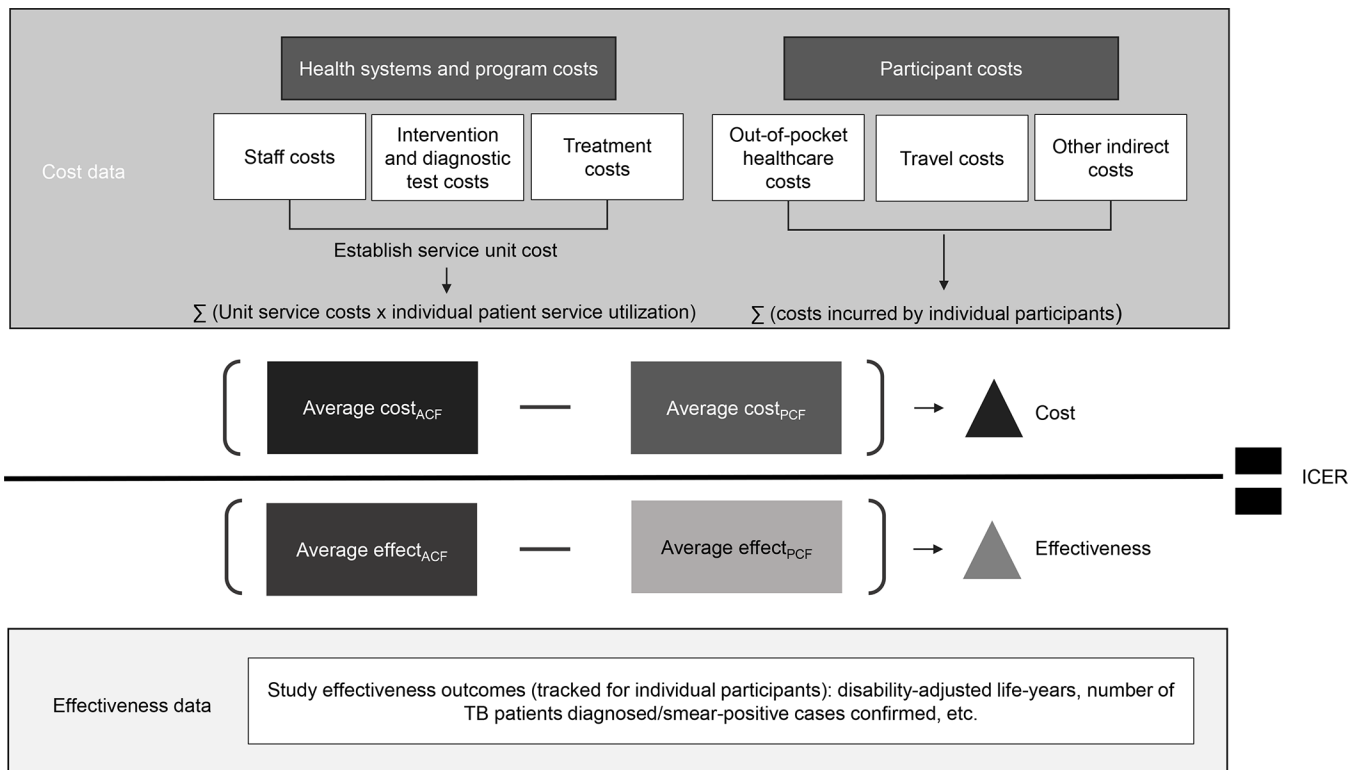 Health systems and program costs
Participant costs
Cost data
Staff costs
Intervention
and diagnostic
test costs
Treatment
costs
Out-of-pocket
healthcare
costs
Travel costs
Other indirect
costs
Establish service unit cost
∑ (Unit service costs x individual patient service utilization)
∑ (costs incurred by individual participants)
Average costACF
—
Average costPCF
Cost
ICER
Average effectACF
—
Average effectPCF
Effectiveness
Effectiveness data
Study effectiveness outcomes (tracked for individual participants): disability-adjusted life-years, number of
TB patients diagnosed/smear-positive cases confirmed, etc.